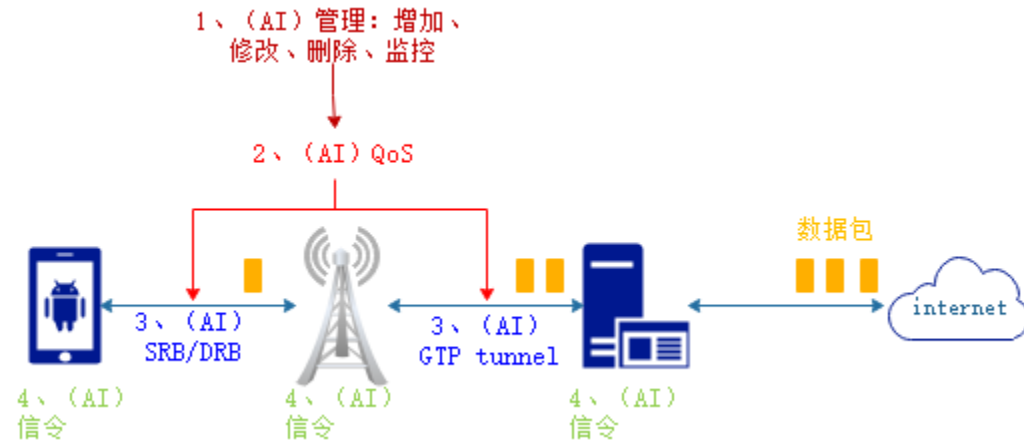 1、（AI）管理：增加、
修改、删除、监控
2、（AI）QoS
数据包
3、（AI）
SRB/DRB
3、（AI）
GTP tunnel
internet
4、（AI）
信令
4、（AI）
信令
4、（AI）
信令